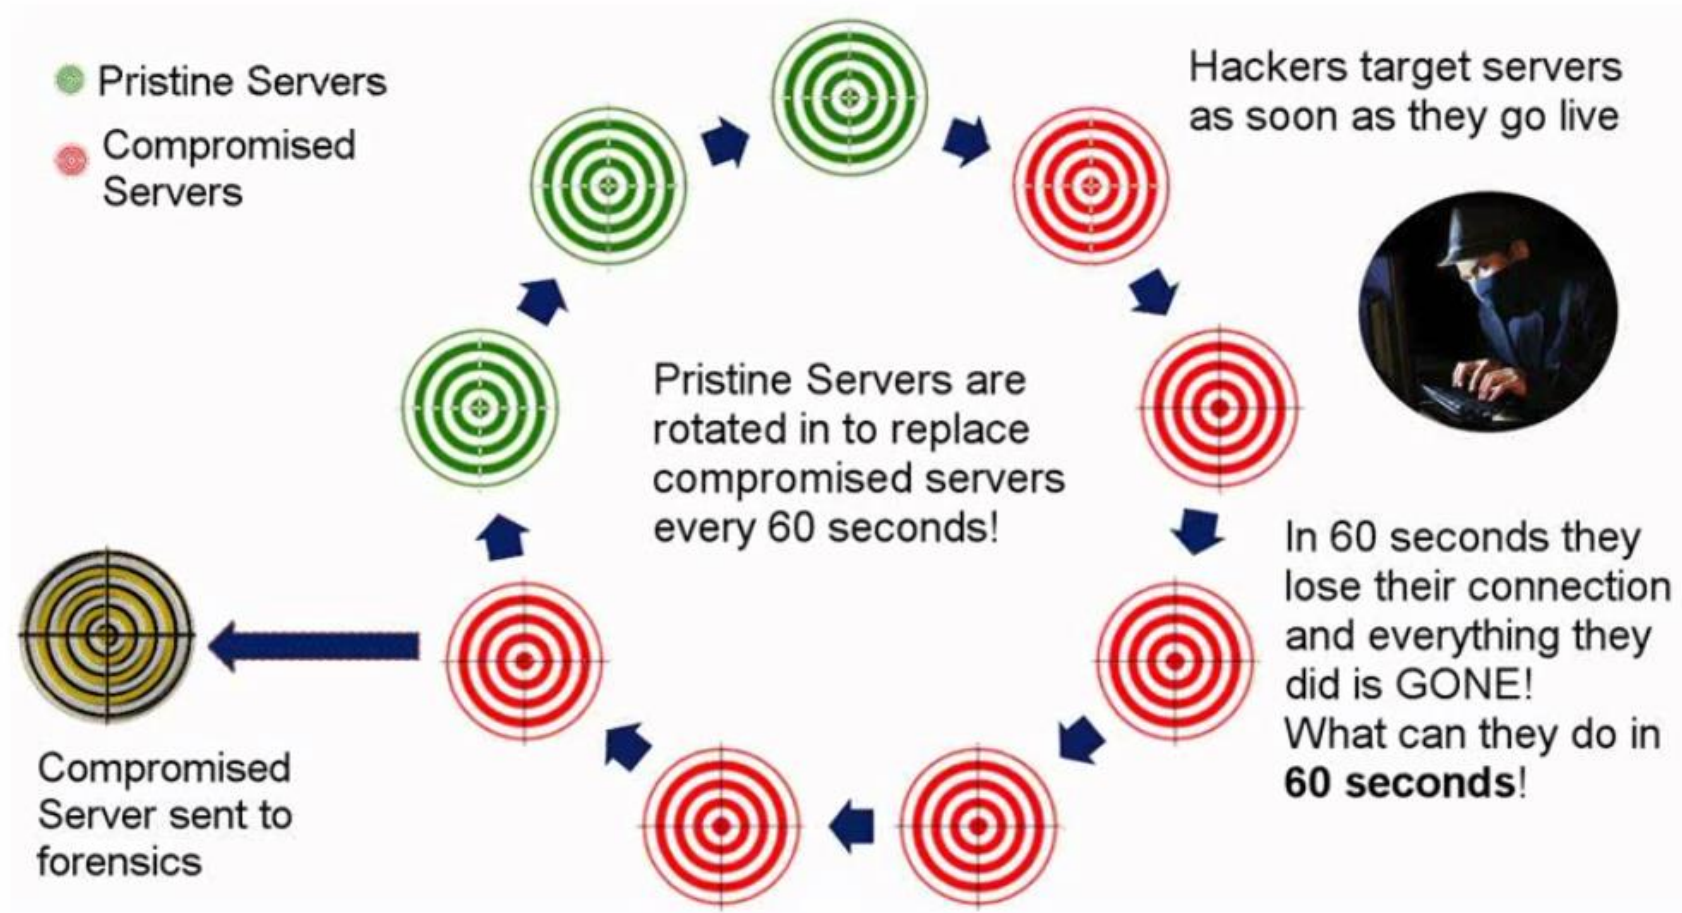 Pristine Servers
Compromised
Servers
Hackers target servers
as soon as they go live
Pristine Servers are
rotated in to replace
compromised servers
every 60 seconds!
In 60 seconds they
lose their connection
and everything they
did is GONE!
What can they do in
60 seconds!
Compromised
Server sent to
forensics